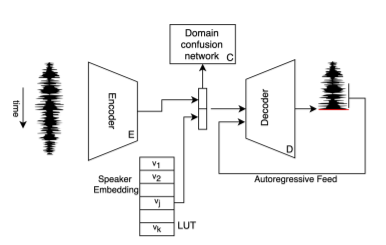 Domain
confusion
network C
time
Encoder
E
Decoder
D
Autoregressive Feed
Speaker
Embedding
v1
v2
vj
vk LUT